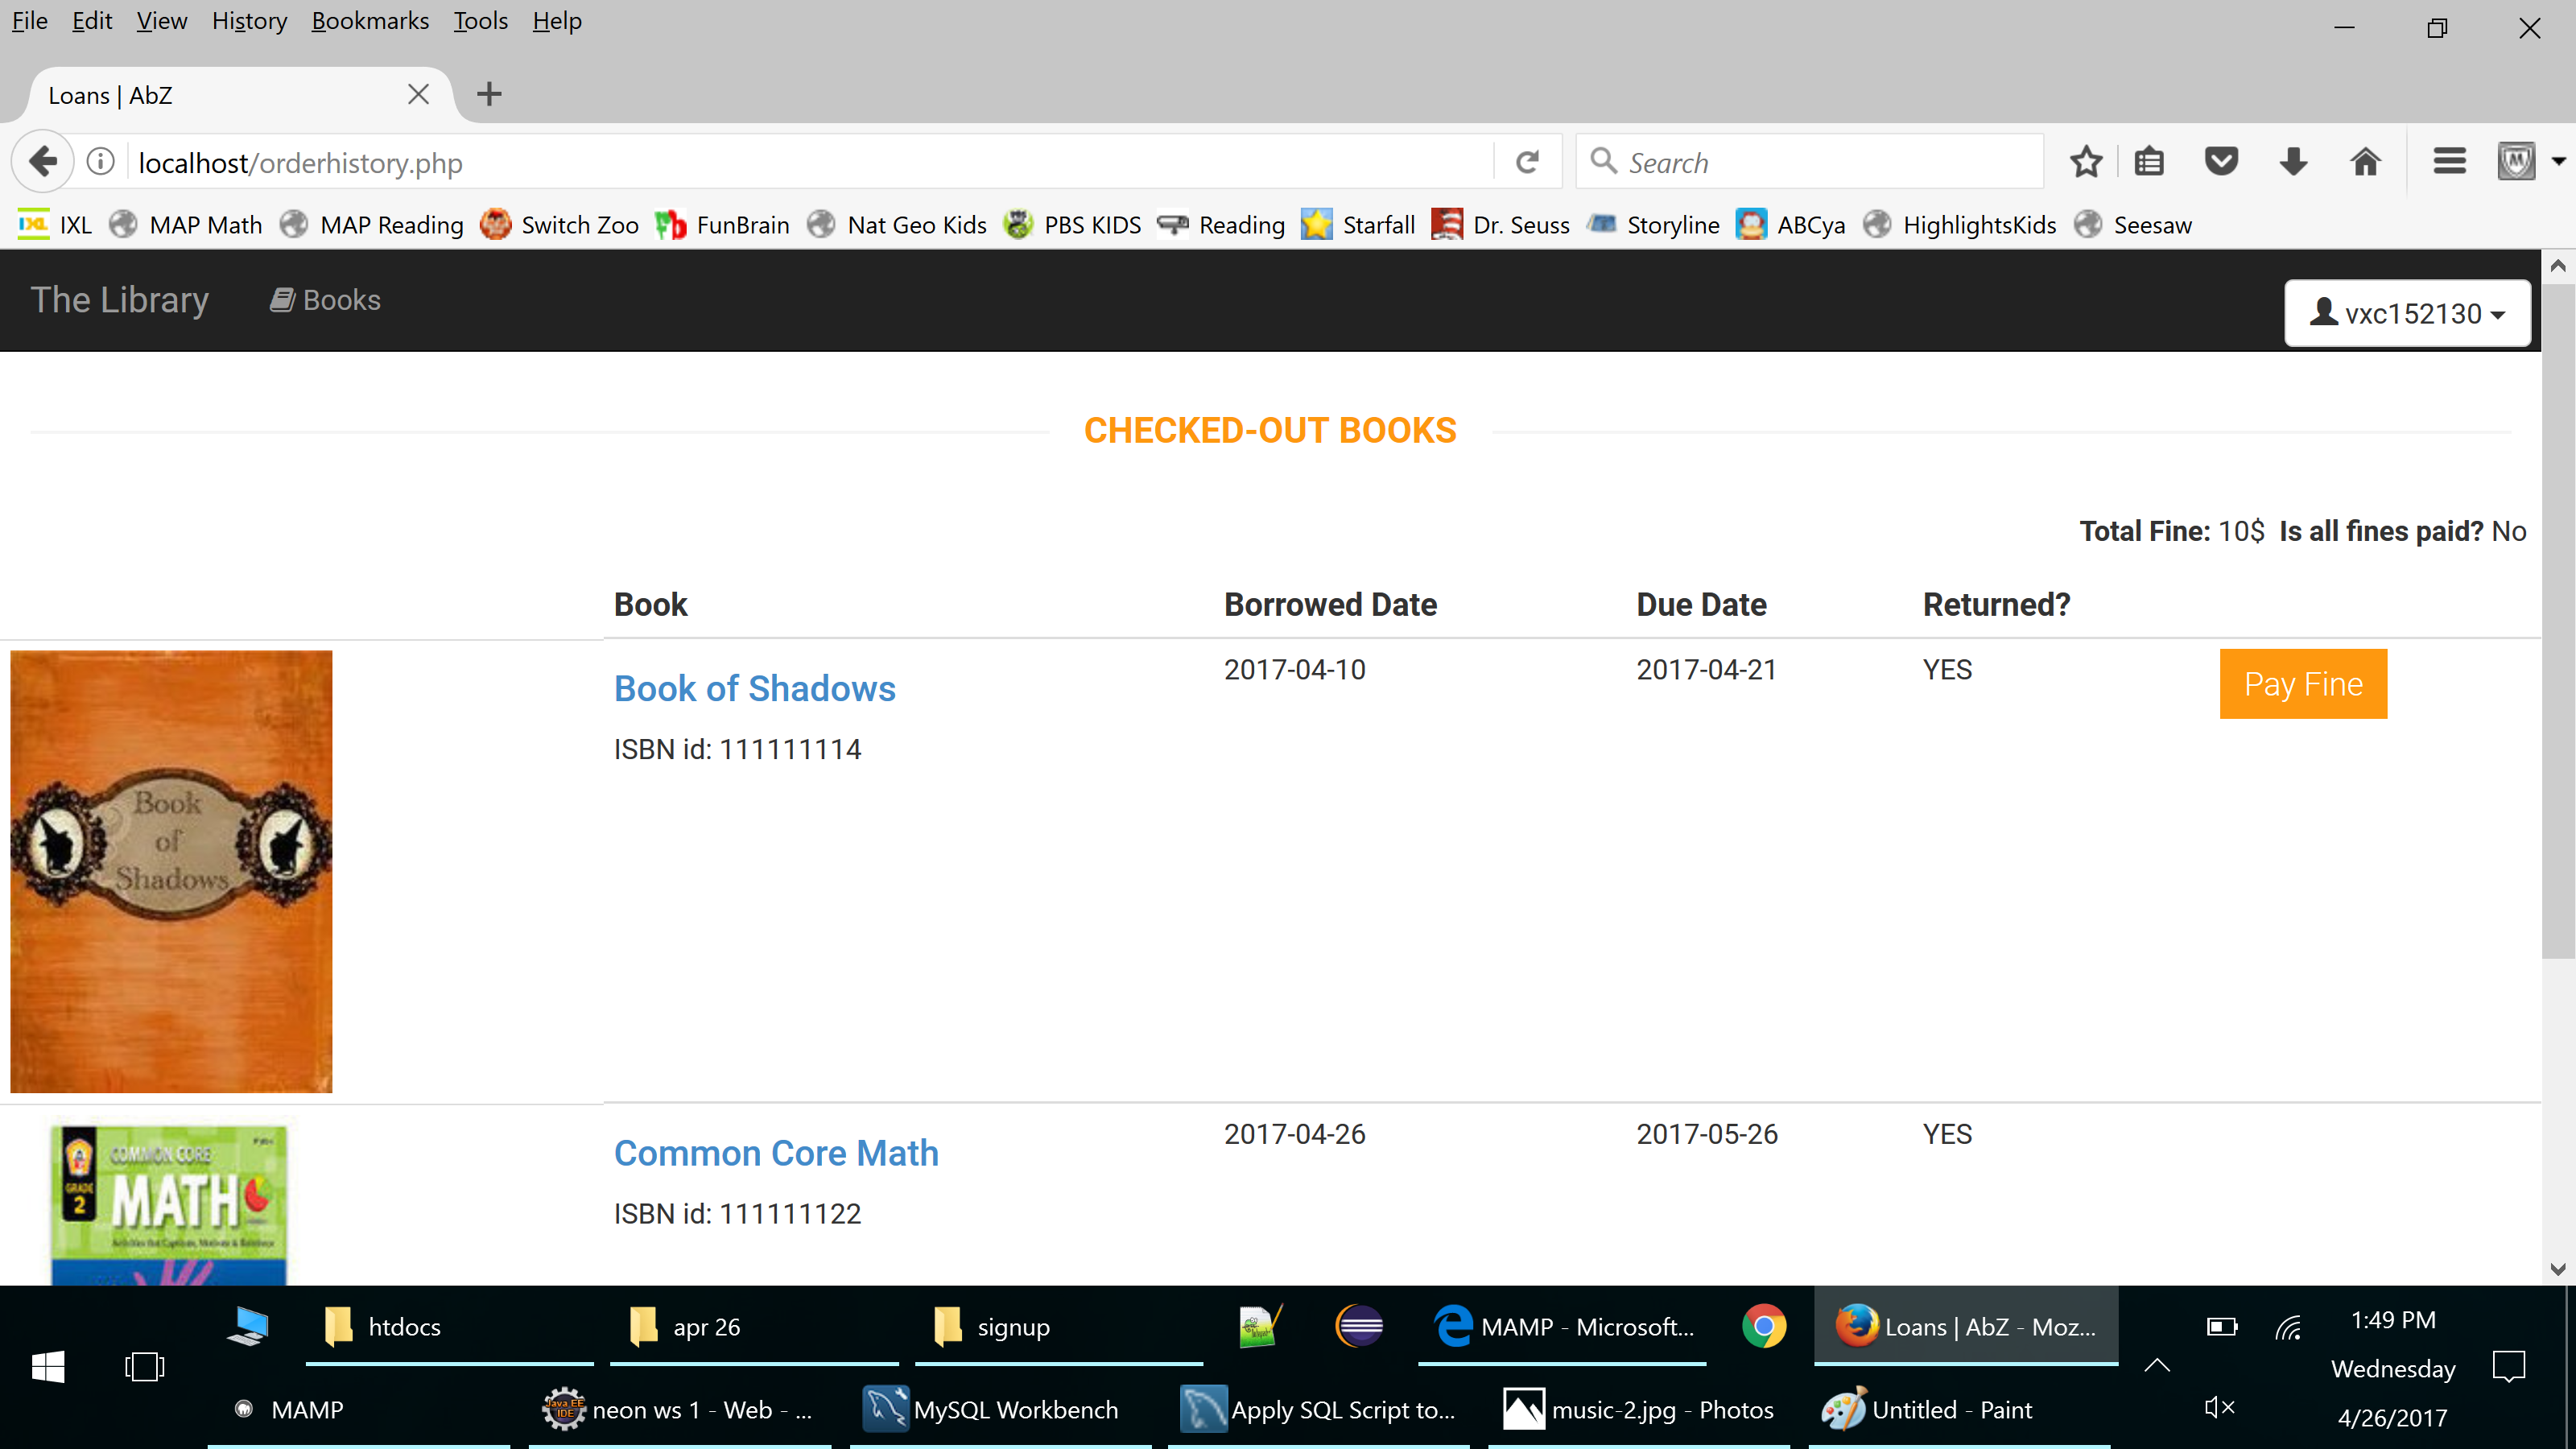 File Edit View History Bookmarks Tools Help
Loans | AbZ
localhost/orderhistory.php
Search
IXL MAP Math MAP Reading Switch Zoo FunBrain Nat Geo Kids PBS KIDS Reading Starfall Dr. Seuss Storyline ABCya HighlightsKids Seesaw
The Library Books vxc152130
CHECKED-OUT BOOKS
Total Fine: 10$ Is all fines paid? No
Book Borrowed Date Due Date Returned?
Book of Shadows 2017-04-10 2017-04-21 YES Pay Fine
ISBN id: 111111114
Book
of
Shadows
Common Core Math 2017-04-26 2017-05-26 YES
ISBN id: 111111122
COMMON CORE
MATH
GRADE
2
htdocs apr 26 signup MAMP - Microsoft... Loans | AbZ - Moz... 1:49 PM
Wednesday
MAMP neon ws 1 - Web - ... MySQL Workbench Apply SQL Script to... music-2.jpg - Photos Untitled - Paint 4/26/2017